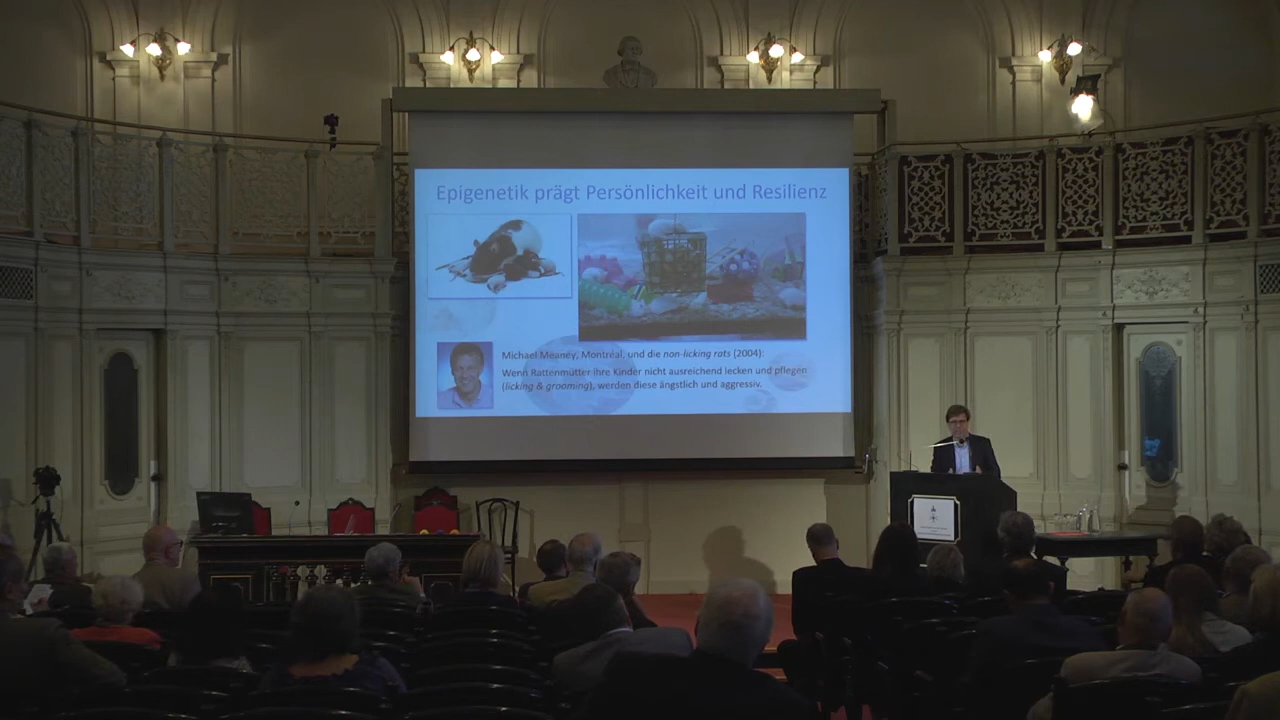 Epigenetik prägt Persönlichkeit und Resilienz
Michael Meaney, Montréal, und die non-licking rats (2004):
Wenn Rattenmütter ihre Kinder nicht ausreichend lecken und pflegen
(licking & grooming), werden diese ängstlich und aggressiv.